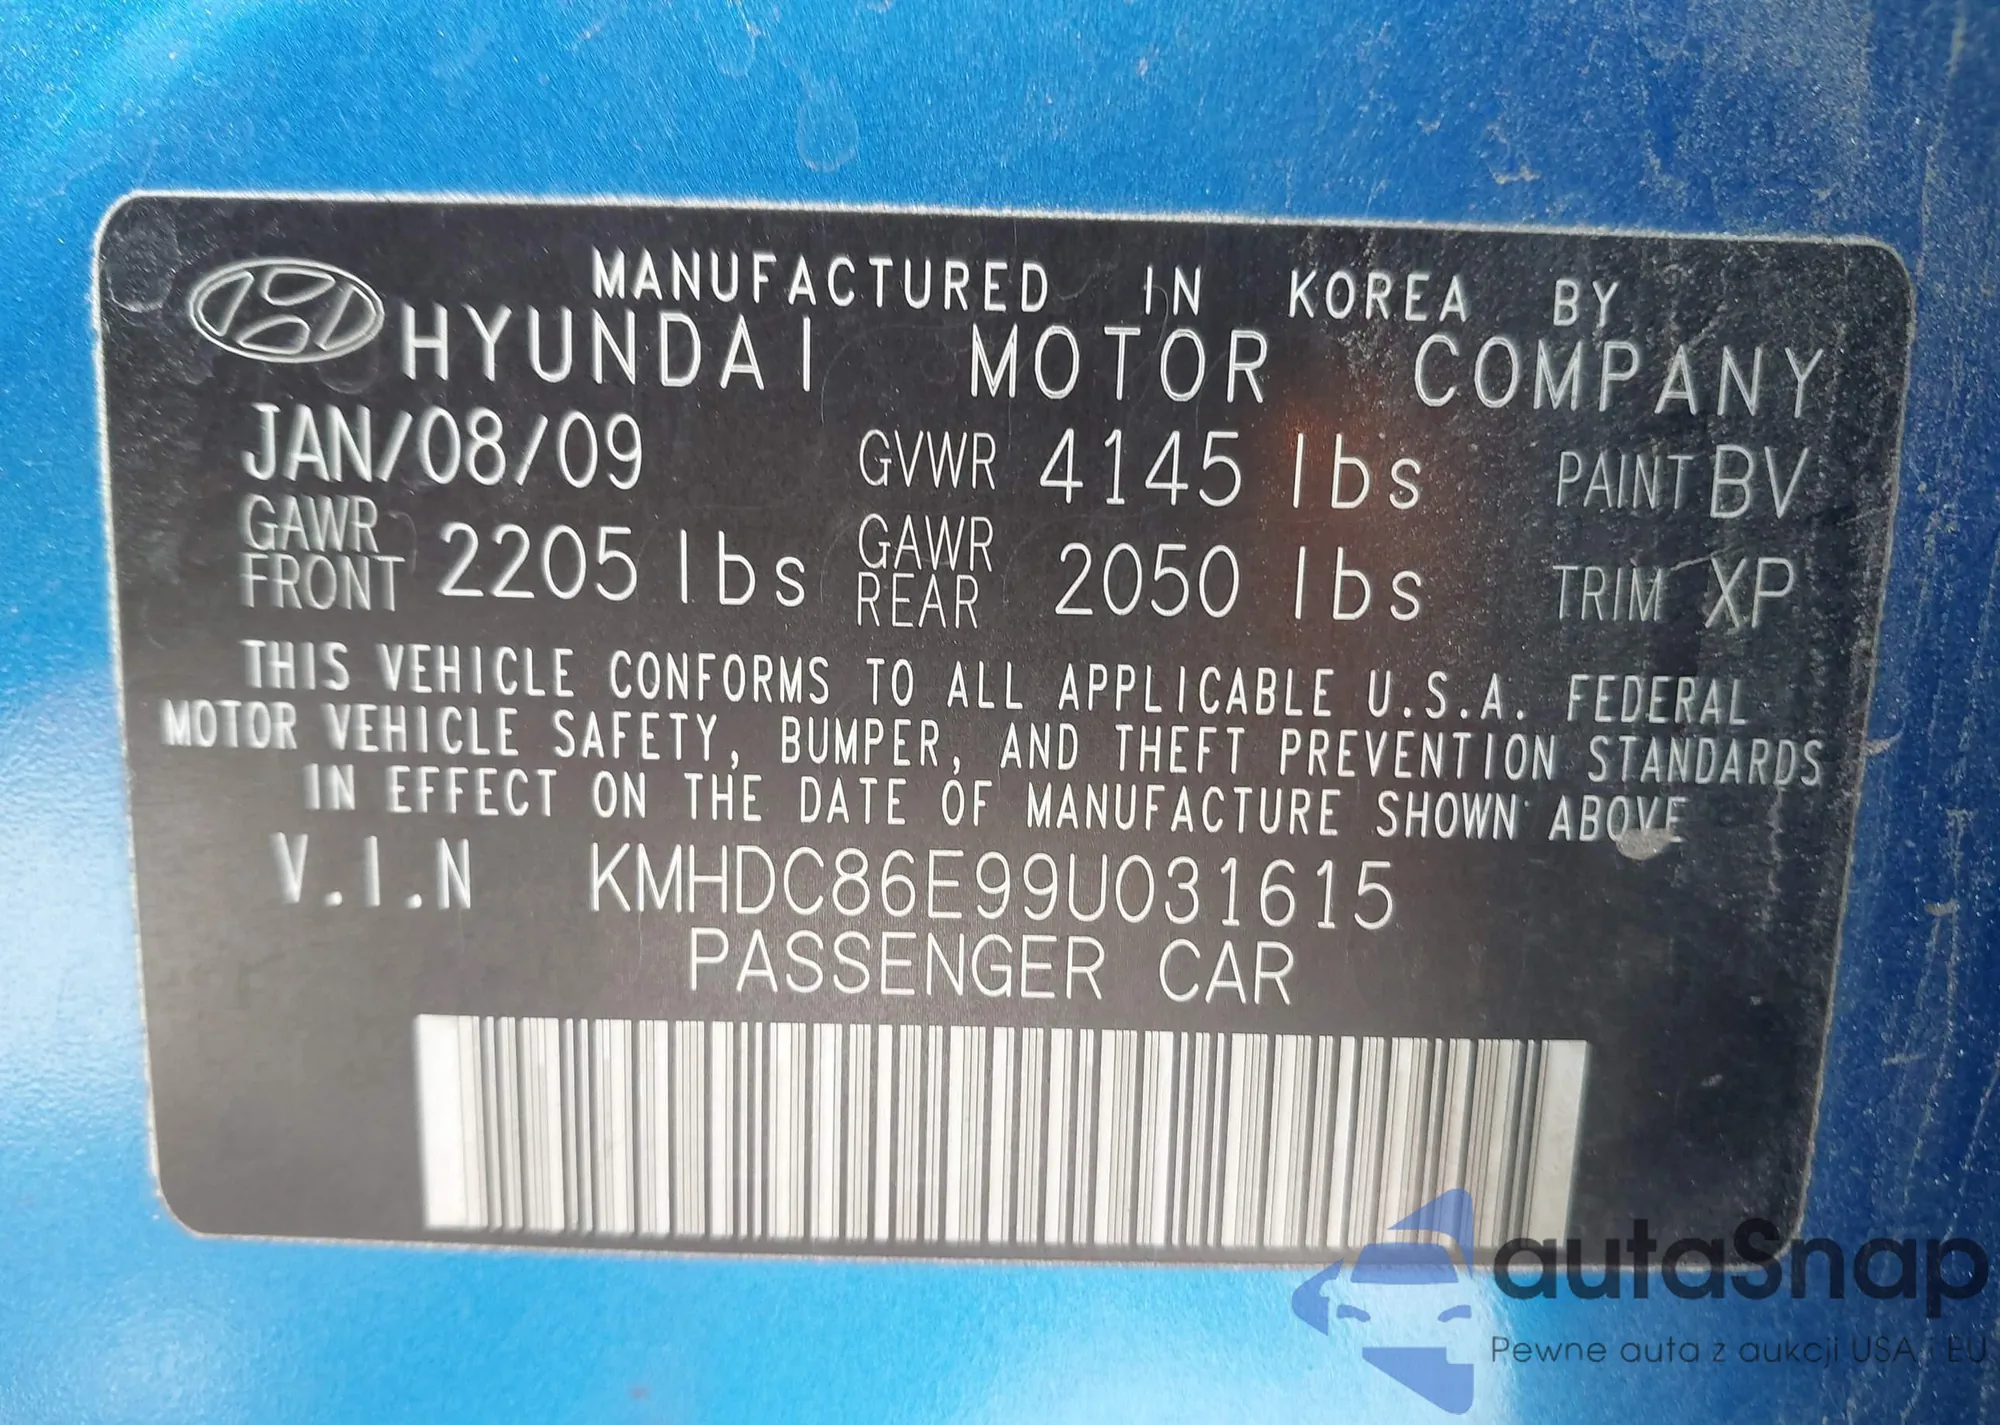 MANUFACTURED IN KOREA BY
HYUNDAI MOTOR COMPANY
JAN/08/09 GVWR 4145 lbs PAINT BV
GAWR FRONT 2205 lbs GAWR REAR 2050 lbs TRIM XP
THIS VEHICLE CONFORMS TO ALL APPLICABLE U.S.A. FEDERAL
MOTOR VEHICLE SAFETY, BUMPER, AND THEFT PREVENTION STANDARDS
IN EFFECT ON THE DATE OF MANUFACTURE SHOWN ABOVE
V.I.N KMHDC86E99U031615
PASSENGER CAR
autaSnap
Pewne auta z aukcji USA i EU